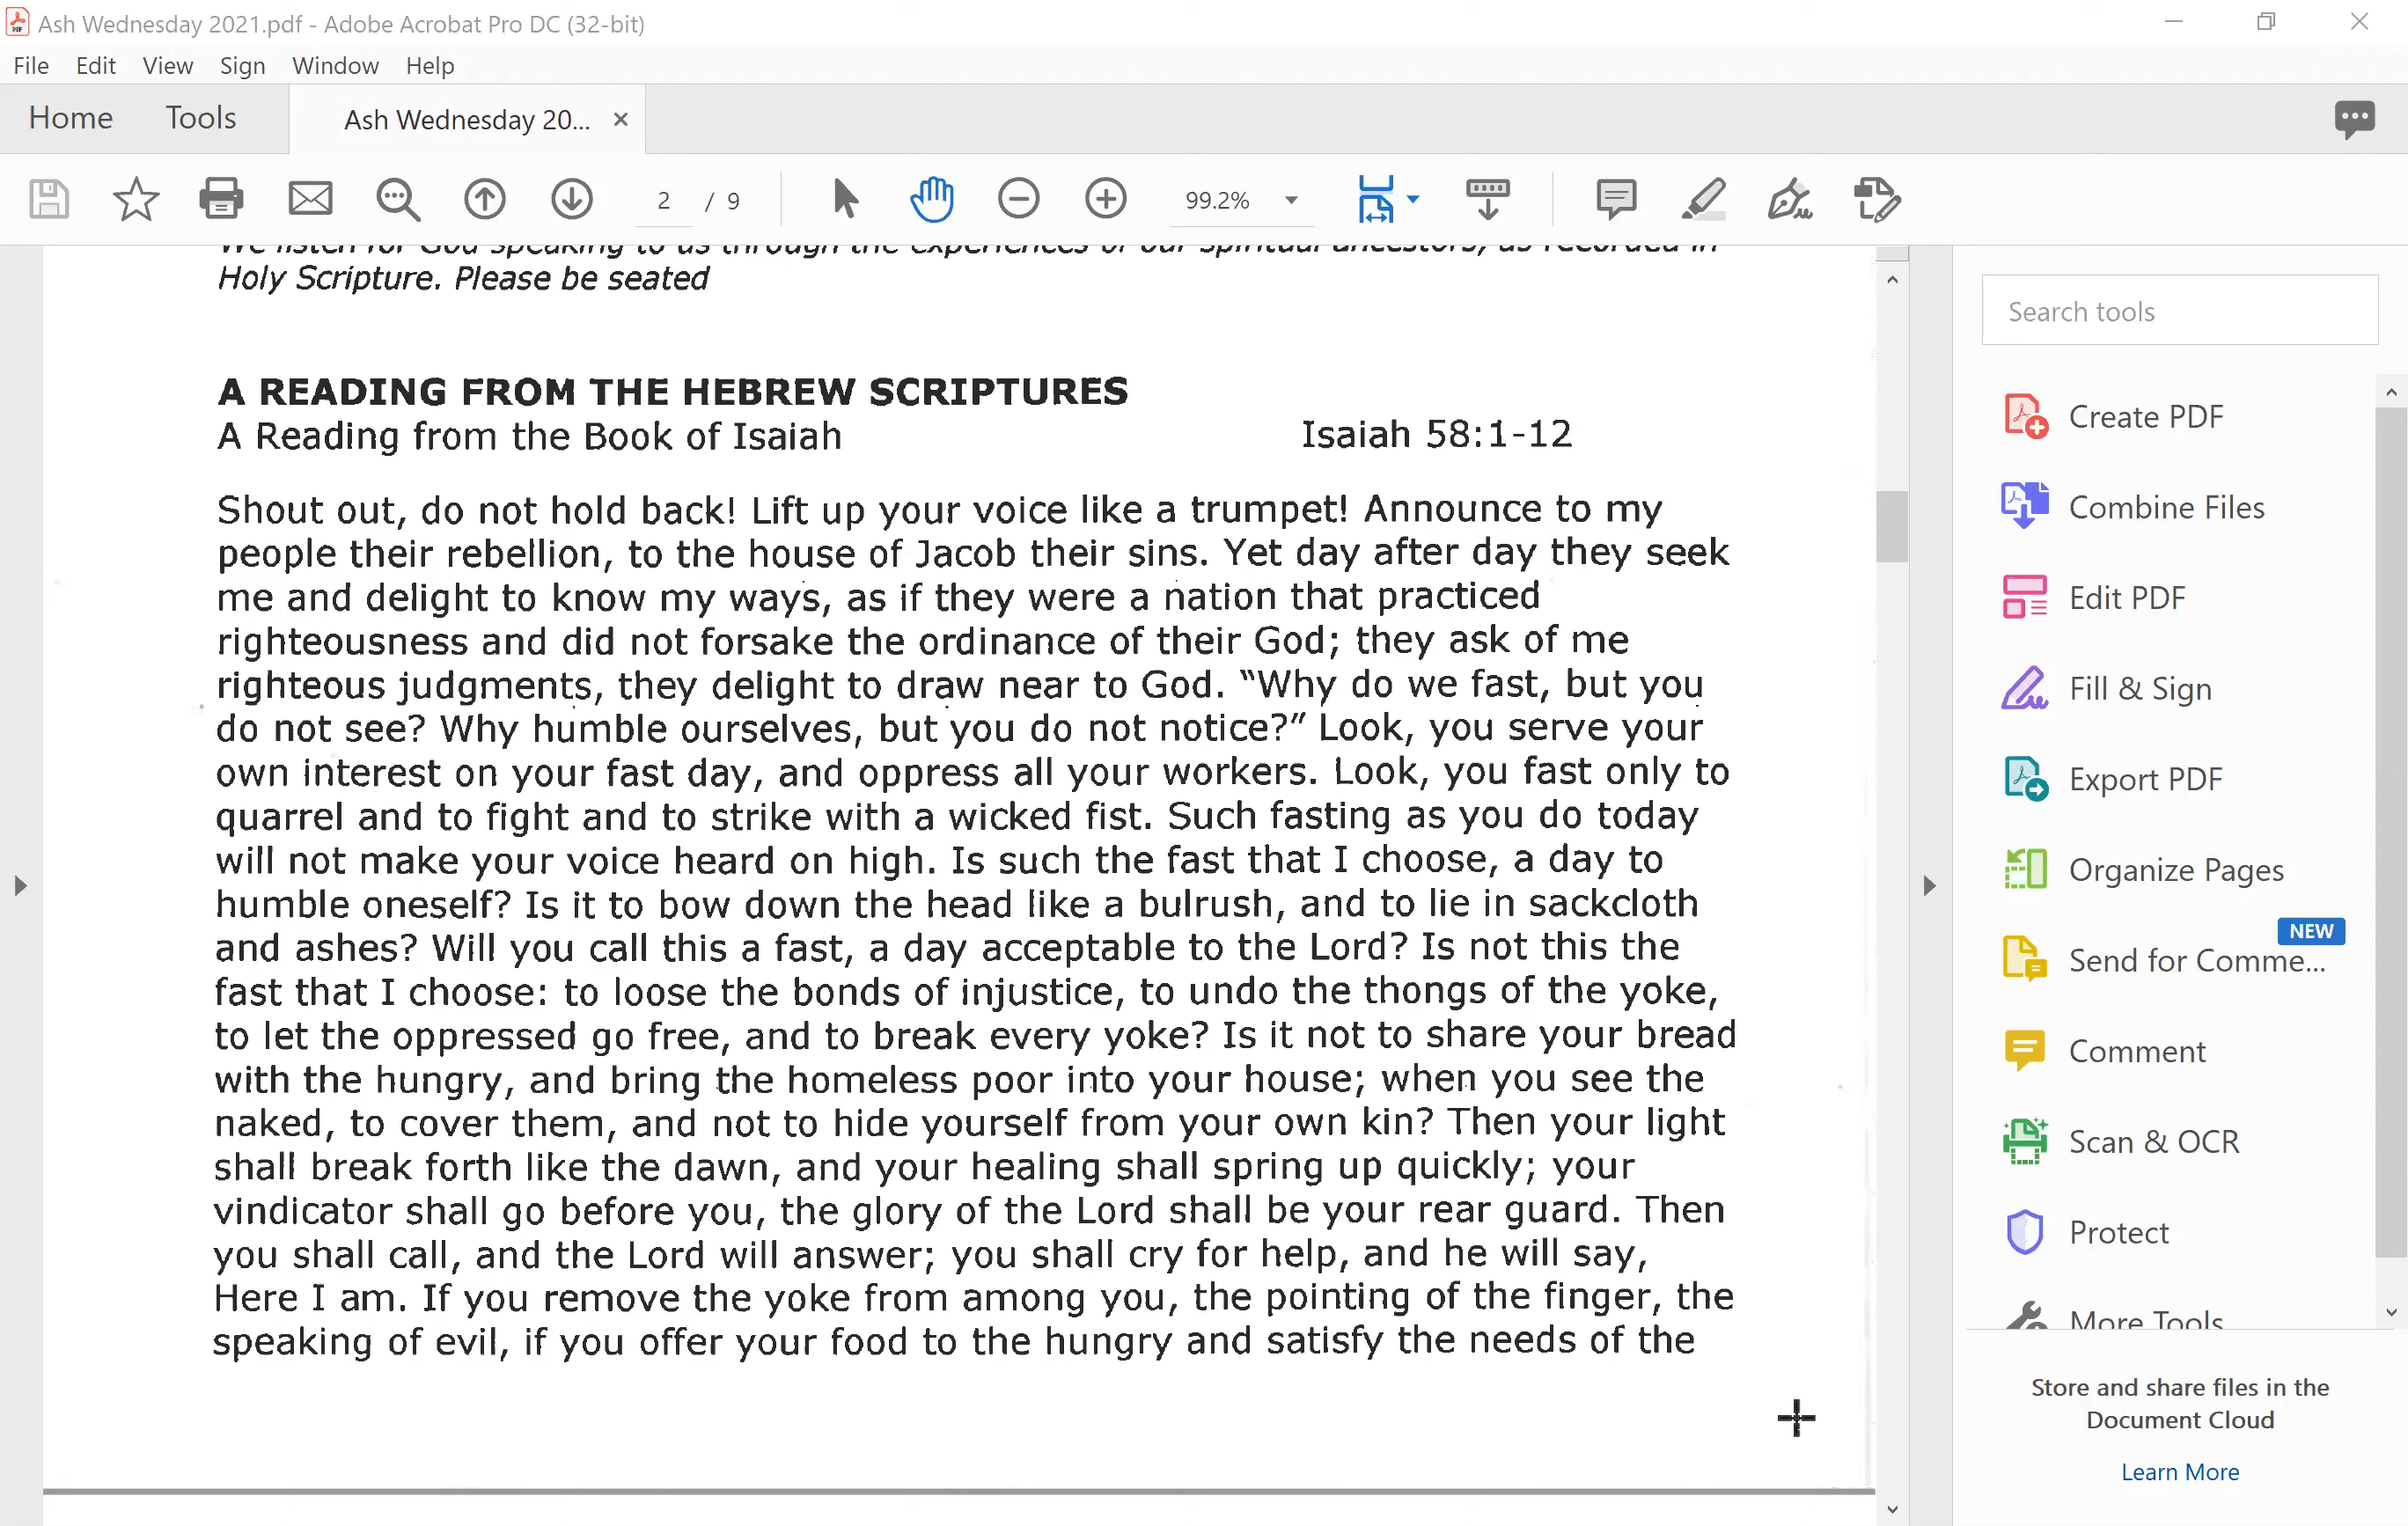 Ash Wednesday 2021.pdf - Adobe Acrobat Pro DC (32-bit)
File Edit View Sign Window Help
Home Tools Ash Wednesday 20...
2 / 9 99.2%
We listen for God speaking to us through the experiences of our spiritual ancestors, as recorded in
Holy Scripture. Please be seated
A READING FROM THE HEBREW SCRIPTURES
A Reading from the Book of Isaiah Isaiah 58:1-12
Shout out, do not hold back! Lift up your voice like a trumpet! Announce to my
people their rebellion, to the house of Jacob their sins. Yet day after day they seek
me and delight to know my ways, as if they were a nation that practiced
righteousness and did not forsake the ordinance of their God; they ask of me
righteous judgments, they delight to draw near to God. "Why do we fast, but you
do not see? Why humble ourselves, but you do not notice?" Look, you serve your
own interest on your fast day, and oppress all your workers. Look, you fast only to
quarrel and to fight and to strike with a wicked fist. Such fasting as you do today
will not make your voice heard on high. Is such the fast that I choose, a day to
humble oneself? Is it to bow down the head like a bulrush, and to lie in sackcloth
and ashes? Will you call this a fast, a day acceptable to the Lord? Is not this the
fast that I choose: to loose the bonds of injustice, to undo the thongs of the yoke,
to let the oppressed go free, and to break every yoke? Is it not to share your bread
with the hungry, and bring the homeless poor into your house; when you see the
naked, to cover them, and not to hide yourself from your own kin? Then your light
shall break forth like the dawn, and your healing shall spring up quickly; your
vindicator shall go before you, the glory of the Lord shall be your rear guard. Then
you shall call, and the Lord will answer; you shall cry for help, and he will say,
Here I am. If you remove the yoke from among you, the pointing of the finger, the
speaking of evil, if you offer your food to the hungry and satisfy the needs of the
Search tools
Create PDF
Combine Files
Edit PDF
Fill & Sign
Export PDF
Organize Pages
NEW
Send for Comme...
Comment
Scan & OCR
Protect
More Tools
Store and share files in the
Document Cloud
Learn More